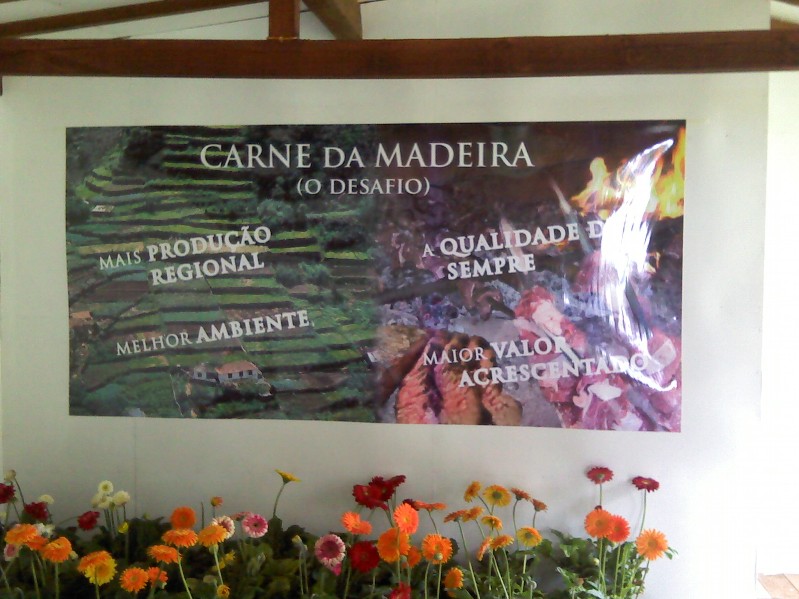 CARNE DA MADEIRA
(O DESAFIO)
MAIS PRODUÇÃO
REGIONAL
MELHOR AMBIENTE
A QUALIDADE D
SEMPRE
MAIOR VALOR
ACRESCENTADO